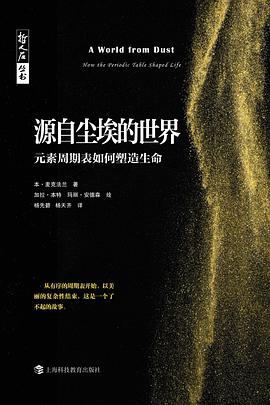 哲人石
丛书
A World from Dust
How the Periodic Table Shaped Life
源自尘埃的世界
元素周期表如何塑造生命
本·麦克法兰 著
加拉·本特 玛丽·安德森 绘
杨先碧 杨天齐 译
从有序的周期表开始，以美
丽的复杂性结束，这是一个了
不起的故事。
上海科技教育出版社